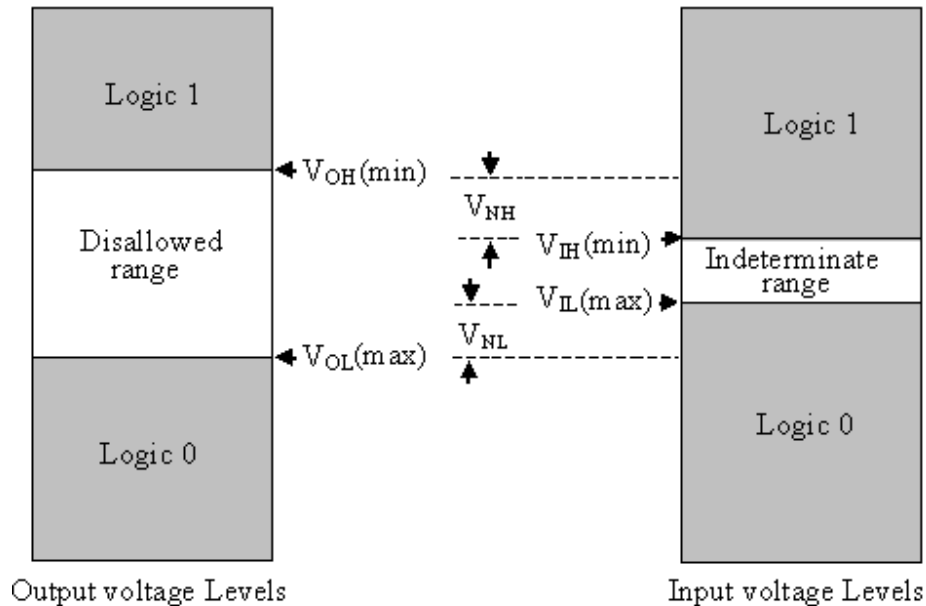 Logic 1
Logic 1
V_OH(min)
V_NH
Disallowed
range
V_IH(min)
Indeterminate
range
V_IL(max)
V_NL
V_OL(max)
Logic 0
Logic 0
Output voltage Levels
Input voltage Levels